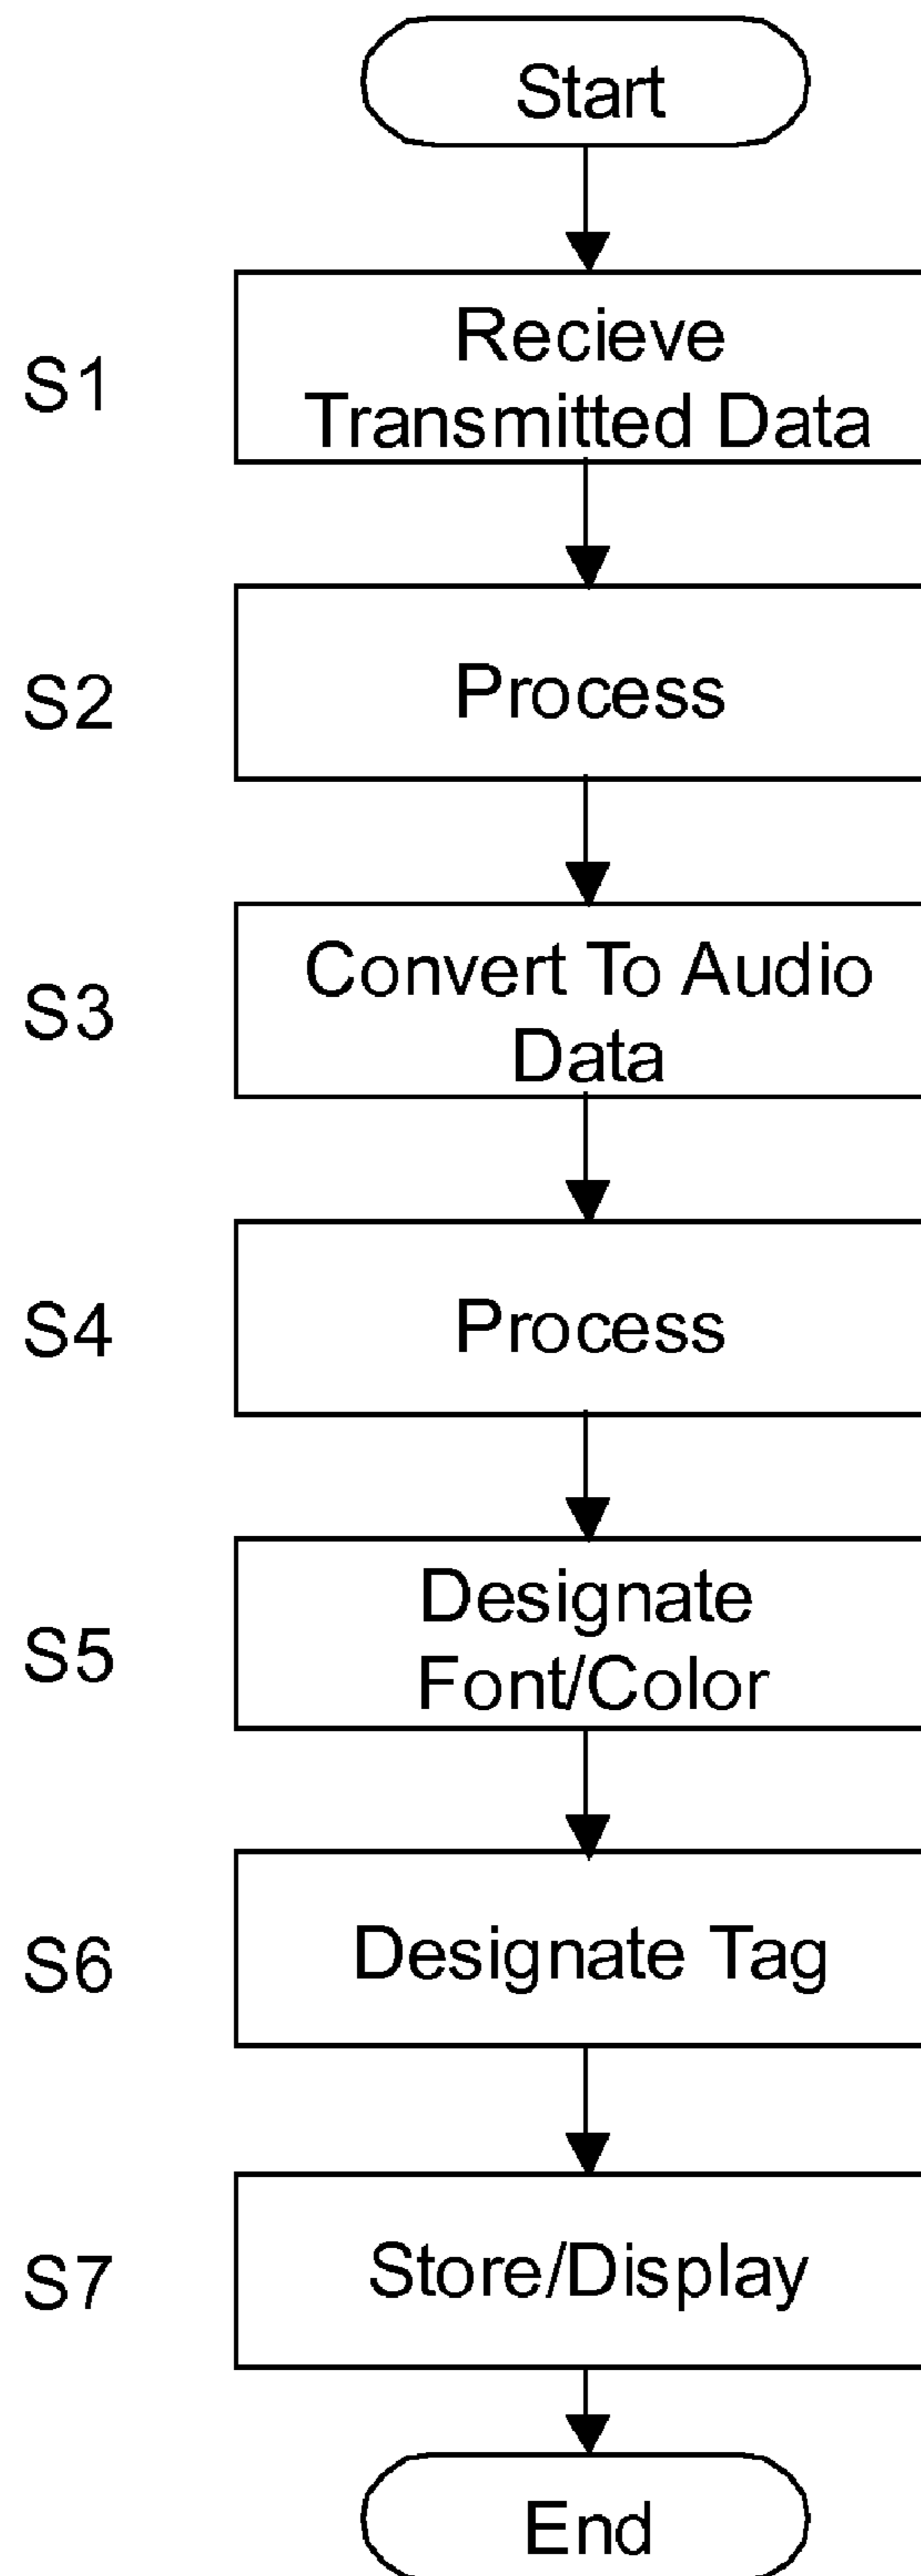 Start
S1
Recieve
Transmitted Data
S2
Process
S3
Convert To Audio
Data
S4
Process
S5
Designate
Font/Color
S6
Designate Tag
S7
Store/Display
End